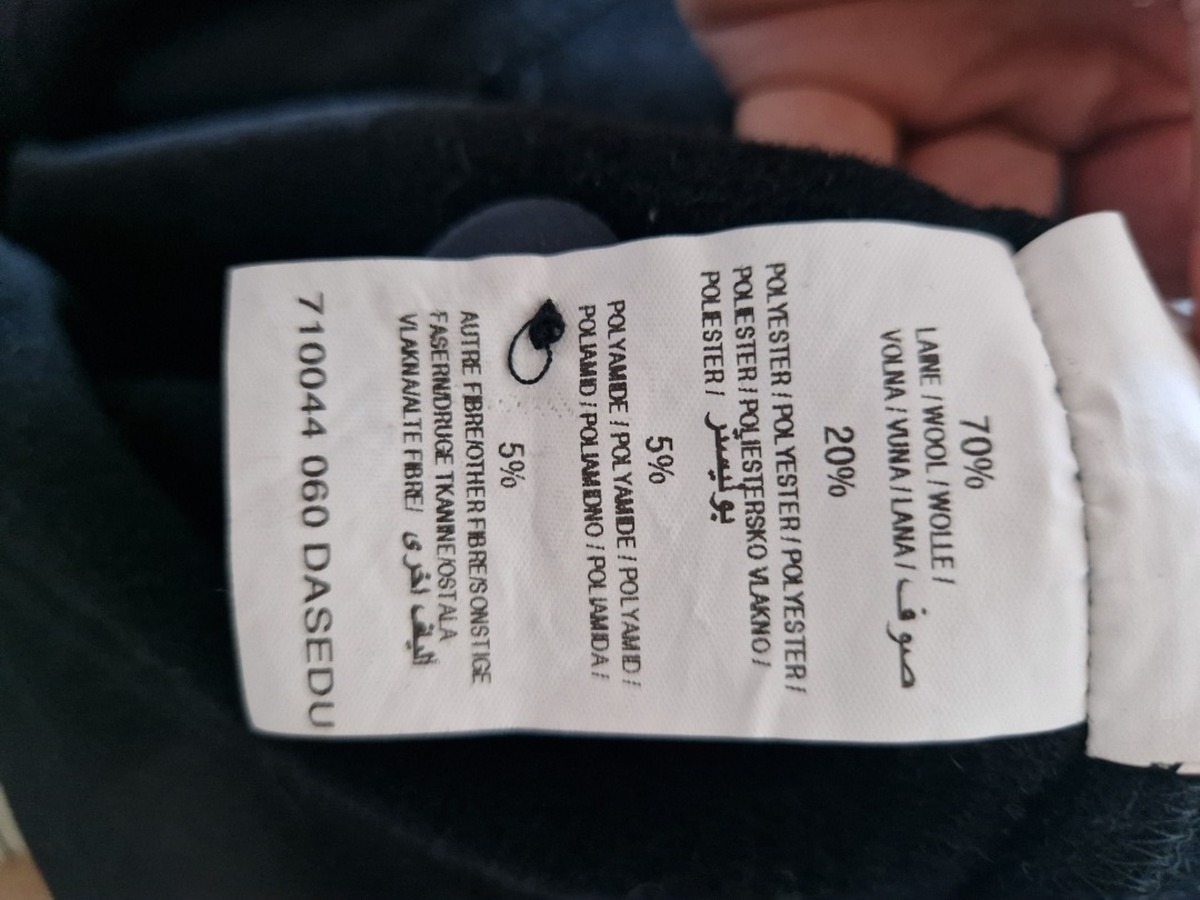 70%
LAINE / WOOL / WOLLE /
VOLNA / VUNA / LANA / صوف
20%
POLYESTER / POLYESTER / POLYESTER /
POLIESTER / POLIESTERSKO VLAKNO /
POLIESTER / بوليستر
5%
POLYAMIDE / POLYAMIDE / POLYAMID /
POLIAMID / POLIAMIDNO / POLIAMIDA /
5%
AUTRE FIBRE/OTHER FIBRE/SONSTIGE
FASERN/DRUGE TKANINE/OSTALA
VLAKNA/ALTE FIBRE/ أليف اخرى
710044 060 DASEDU